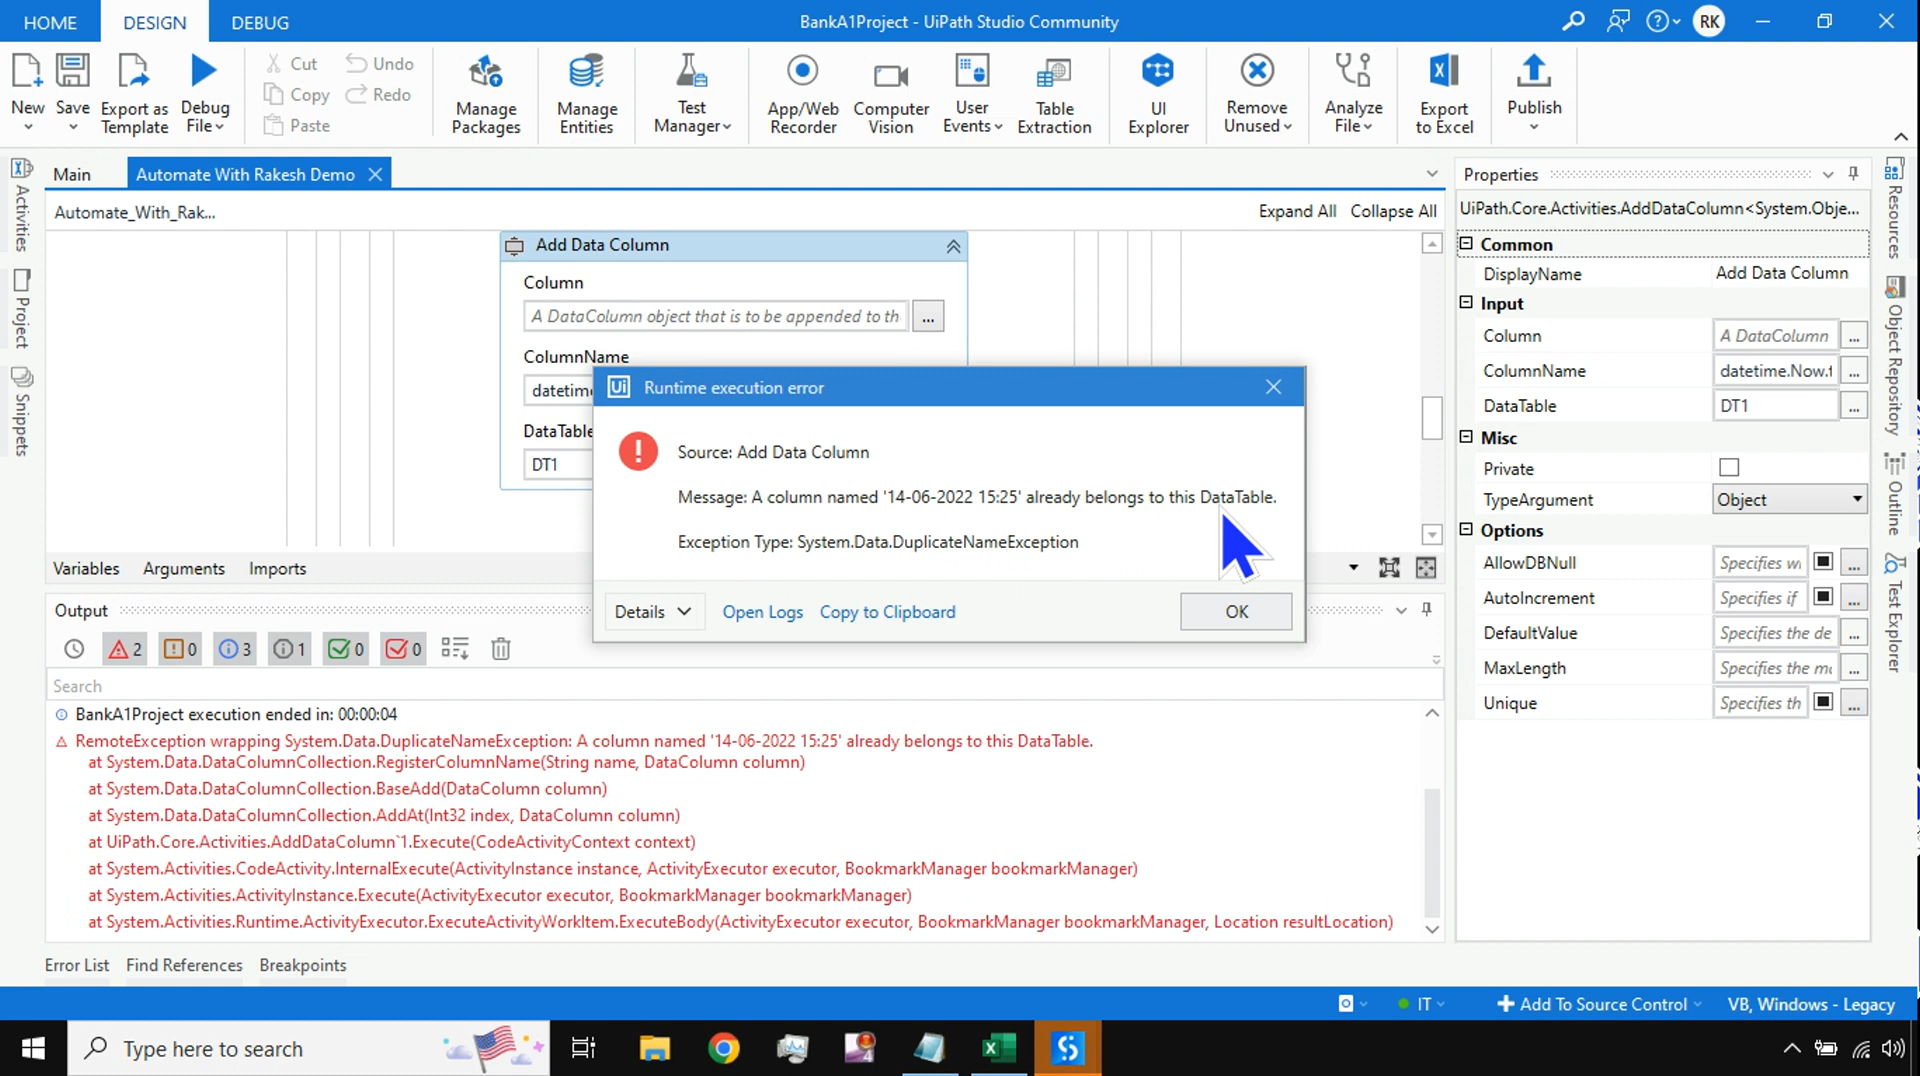 HOME
DESIGN
DEBUG
BankA1Project - UiPath Studio Community
RK
New
Save
Export as Template
Debug File
Cut
Copy
Paste
Undo
Redo
Manage Packages
Manage Entities
Test Manager
App/Web Recorder
Computer Vision
User Events
Table Extraction
UI Explorer
Remove Unused
Analyze File
Export to Excel
Publish
Activities
Project
Snippets
Main
Automate With Rakesh Demo
Automate_With_Rak...
Expand All
Collapse All
Add Data Column
Column
A DataColumn object that is to be appended to th
...
ColumnName
datetime
DataTable
DT1
Ui
Runtime execution error
Source: Add Data Column
Message: A column named '14-06-2022 15:25' already belongs to this DataTable.
Exception Type: System.Data.DuplicateNameException
Details
Open Logs
Copy to Clipboard
OK
Variables
Arguments
Imports
Output
2
0
3
1
0
0
Search
BankA1Project execution ended in: 00:00:04
RemoteException wrapping System.Data.DuplicateNameException: A column named '14-06-2022 15:25' already belongs to this DataTable.
at System.Data.DataColumnCollection.RegisterColumnName(String name, DataColumn column)
at System.Data.DataColumnCollection.BaseAdd(DataColumn column)
at System.Data.DataColumnCollection.AddAt(Int32 index, DataColumn column)
at UiPath.Core.Activities.AddDataColumn`1.Execute(CodeActivityContext context)
at System.Activities.CodeActivity.InternalExecute(ActivityInstance instance, ActivityExecutor executor, BookmarkManager bookmarkManager)
at System.Activities.ActivityInstance.Execute(ActivityExecutor executor, BookmarkManager bookmarkManager)
at System.Activities.Runtime.ActivityExecutor.ExecuteActivityWorkItem.ExecuteBody(ActivityExecutor executor, BookmarkManager bookmarkManager, Location resultLocation)
Error List
Find References
Breakpoints
Properties
UiPath.Core.Activities.AddDataColumn<System.Obje...
Common
DisplayName Add Data Column
Input
Column A DataColumn ...
ColumnName datetime.Now.t ...
DataTable DT1 ...
Misc
Private
TypeArgument Object
Options
AllowDBNull Specifies wi ...
AutoIncrement Specifies if ...
DefaultValue Specifies the de ...
MaxLength Specifies the ma ...
Unique Specifies th ...
Resources
Object Repository
Outline
Test Explorer
IT
Add To Source Control
VB, Windows - Legacy
Type here to search
4